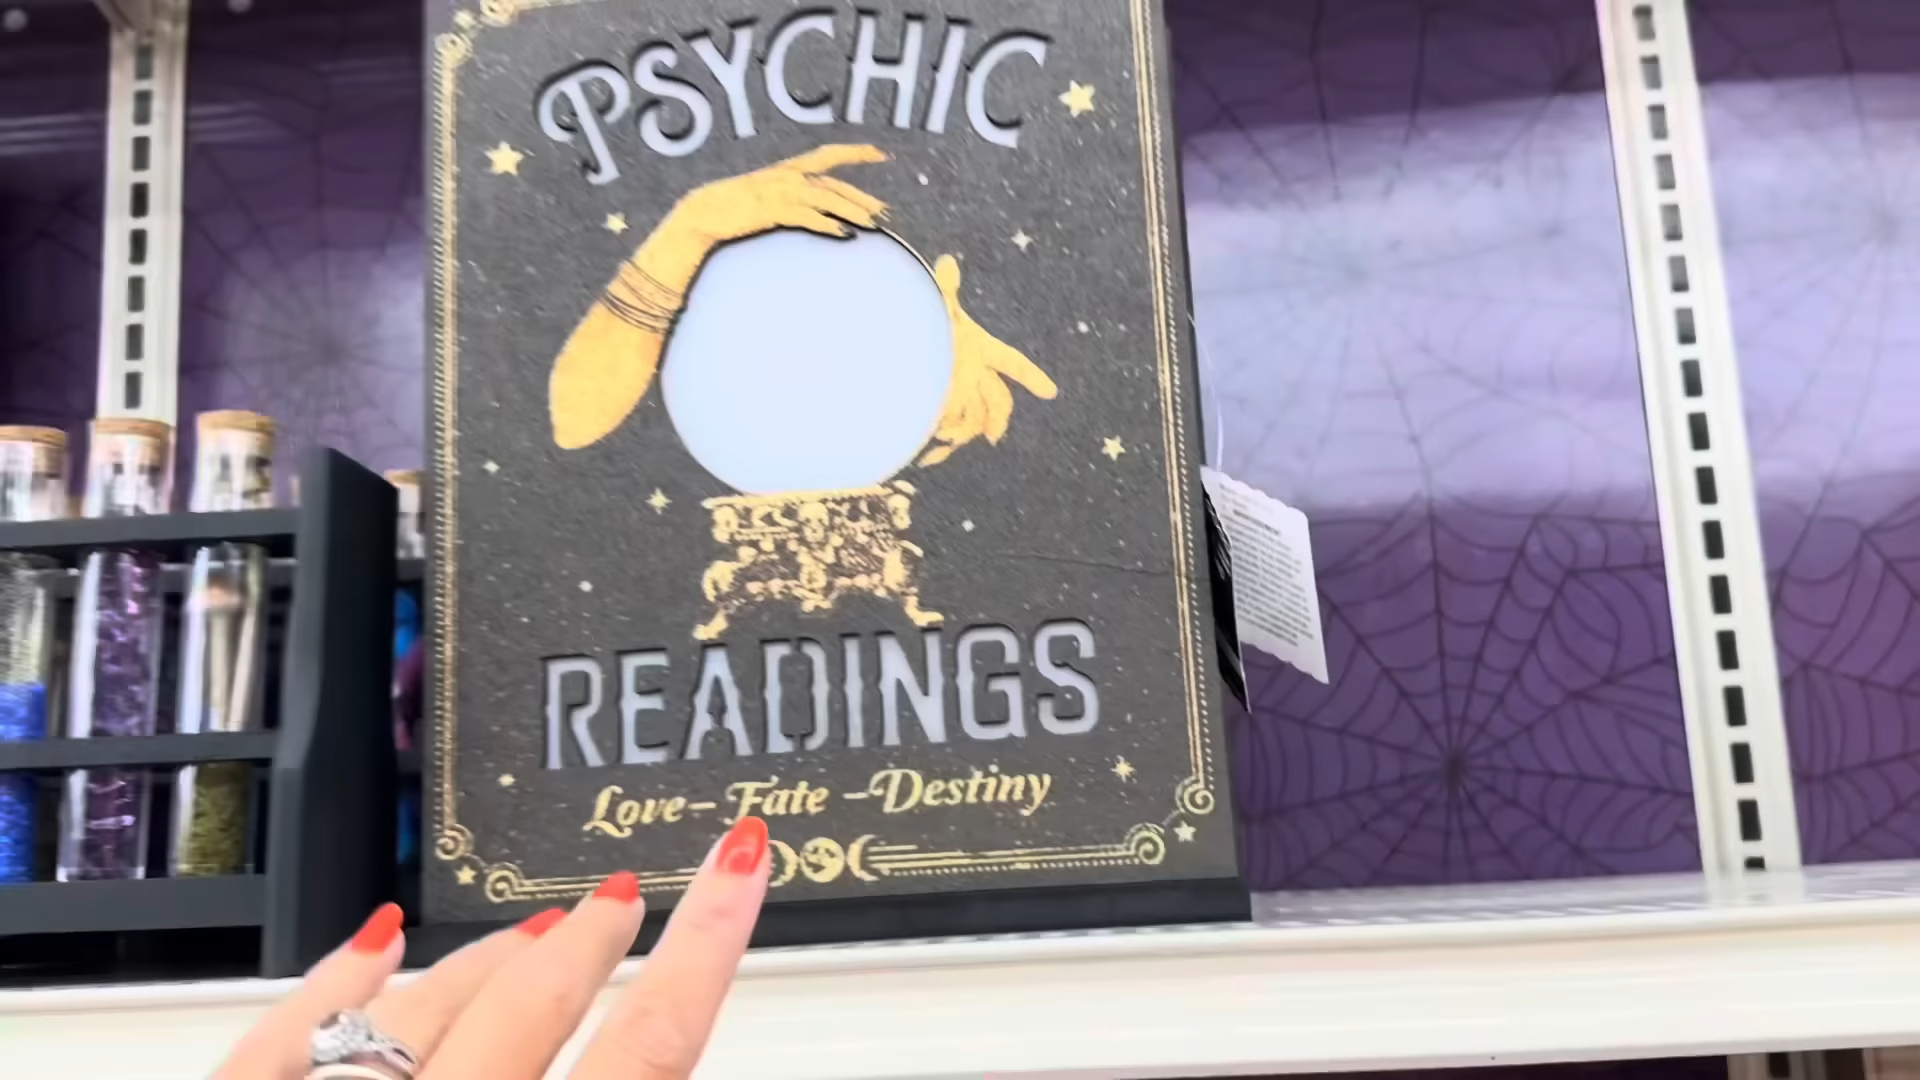 PSYCHIC
READINGS
Love – Fate – Destiny